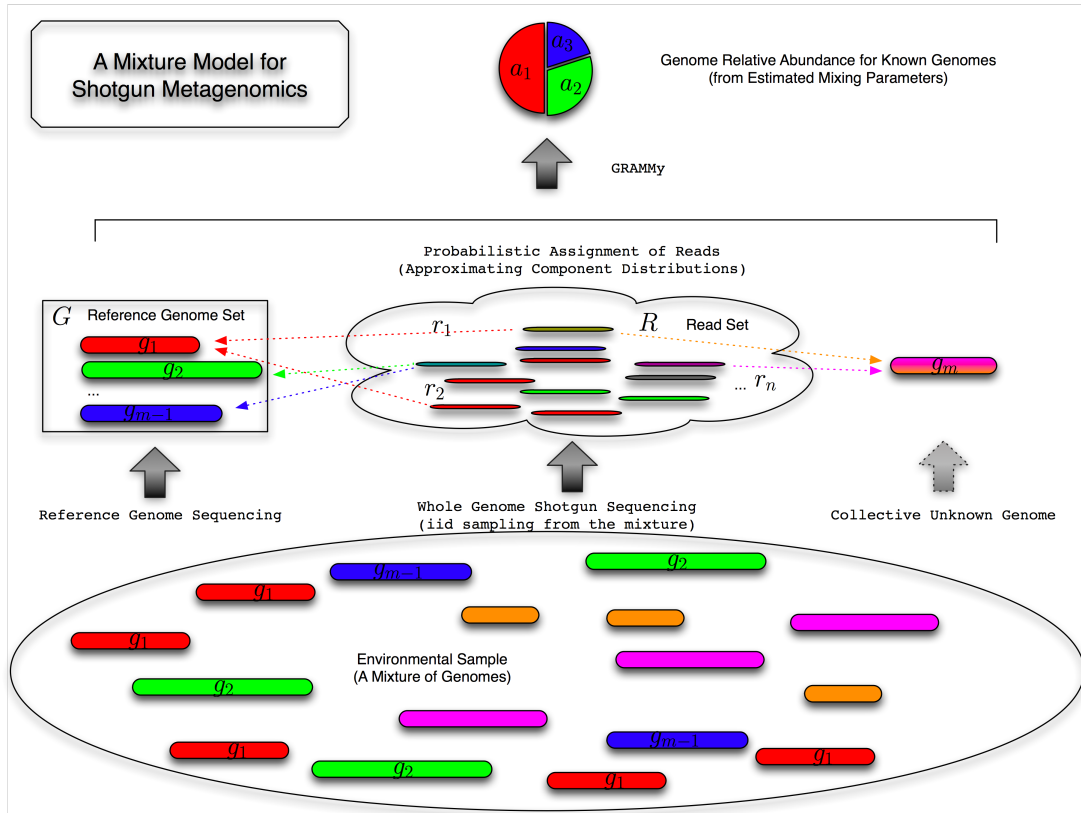 A Mixture Model for
Shotgun Metagenomics
a₁
a₃
a₂
Genome Relative Abundance for Known Genomes
(from Estimated Mixing Parameters)
GRAMMy
Probabilistic Assignment of Reads
(Approximating Component Distributions)
G Reference Genome Set
g₁
g₂
...
gₘ₋₁
r₁
R Read Set
r₂
... rₙ
gₘ
Reference Genome Sequencing
Whole Genome Shotgun Sequencing
(iid sampling from the mixture)
Collective Unknown Genome
g₂
gₘ₋₁
g₁
g₁
Environmental Sample
(A Mixture of Genomes)
g₂
gₘ₋₁
g₁
g₁
g₂
g₁